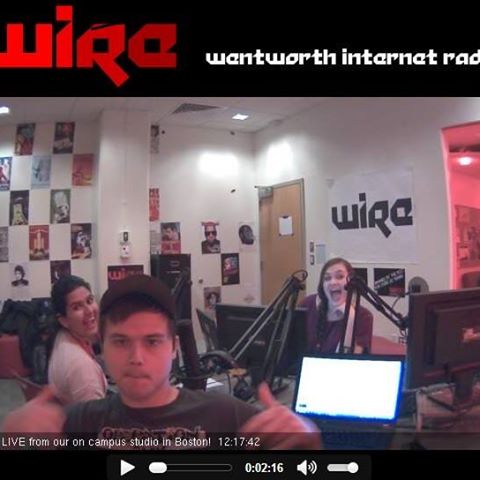 WIRE
wentworth internet rad
WIRE
WIRE
LIVE from our on campus studio in Boston! 12:17:42
0:02:16